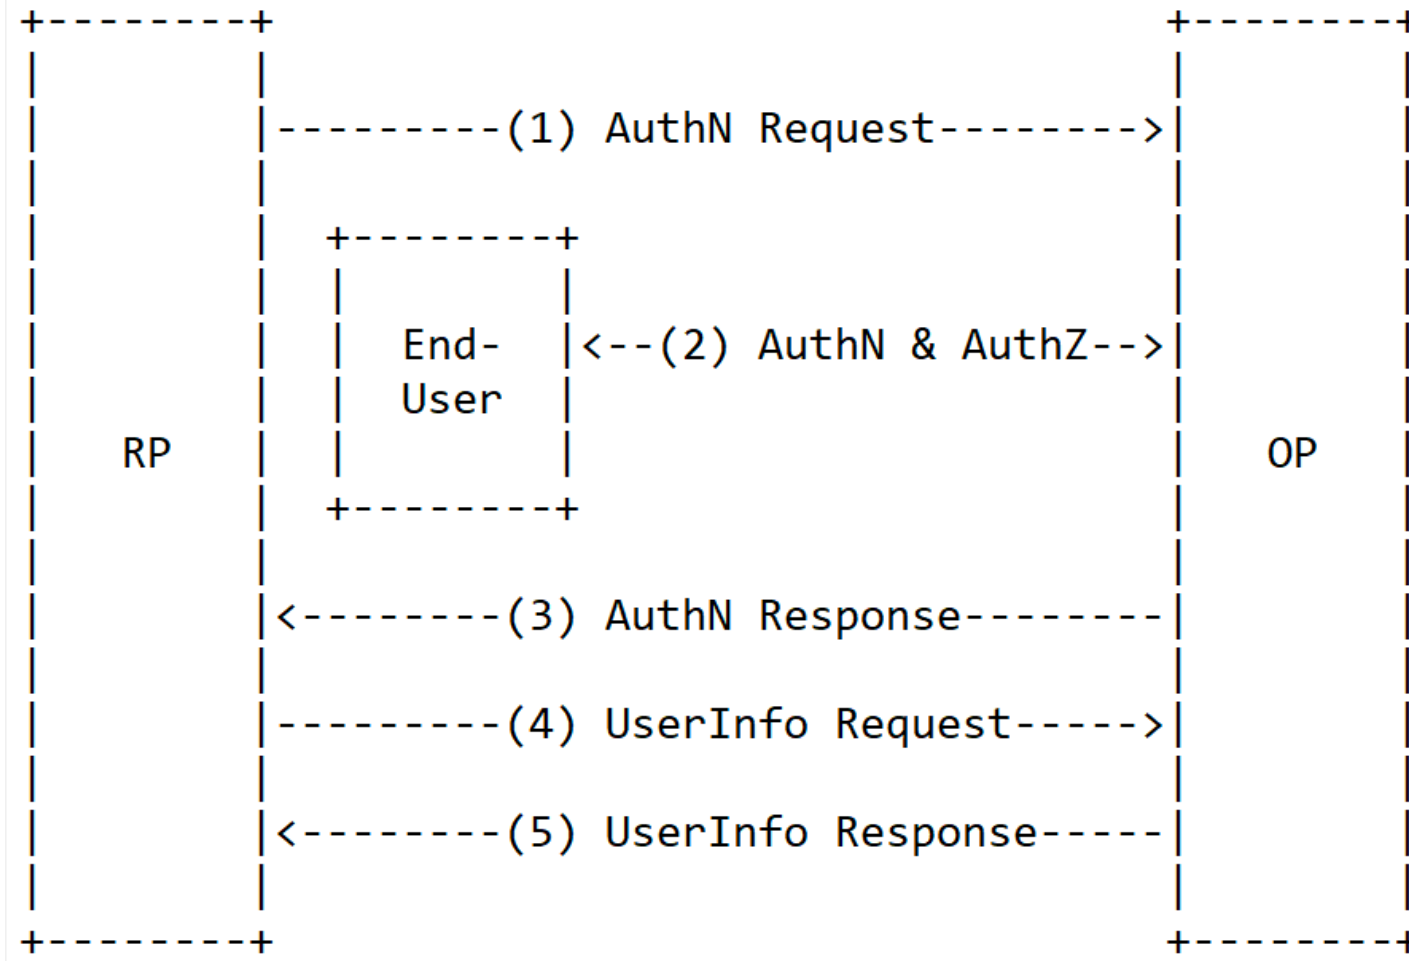 +--------+                                   +--------+
|        |                                   |        |
|        |---------(1) AuthN Request-------->|        |
|        |                                   |        |
|        |  +--------+                       |        |
|        |  |        |                       |        |
|        |  |  End-  |<--(2) AuthN & AuthZ-->|        |
|        |  |  User  |                       |        |
|   RP   |  |        |                       |   OP   |
|        |  +--------+                       |        |
|        |                                   |        |
|        |<--------(3) AuthN Response--------|        |
|        |                                   |        |
|        |---------(4) UserInfo Request----->|        |
|        |                                   |        |
|        |<--------(5) UserInfo Response-----|        |
|        |                                   |        |
+--------+                                   +--------+